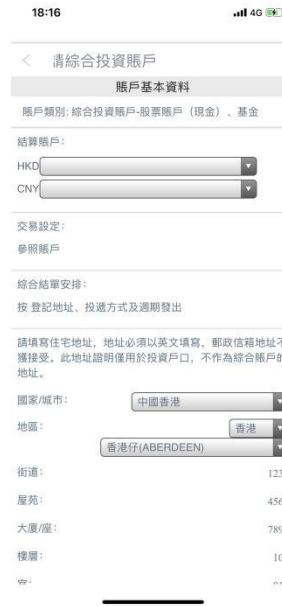 18:16
4G
請綜合投資賬戶
賬戶基本資料
賬戶類別: 綜合投資賬戶-股票賬戶（現金）、基金
結算賬戶:
HKD
CNY
交易設定:
參照賬戶
綜合結單安排:
按 登記地址、投遞方式及週期發出
請填寫住宅地址，地址必須以英文填寫，郵政信箱地址不
獲接受。此地址證明僅用於投資戶口，不作為綜合賬戶的
地址。
國家/城市: 中國香港
地區: 香港
香港仔(ABERDEEN)
街道: 123
屋苑: 456
大廈/座: 789
樓層: 10